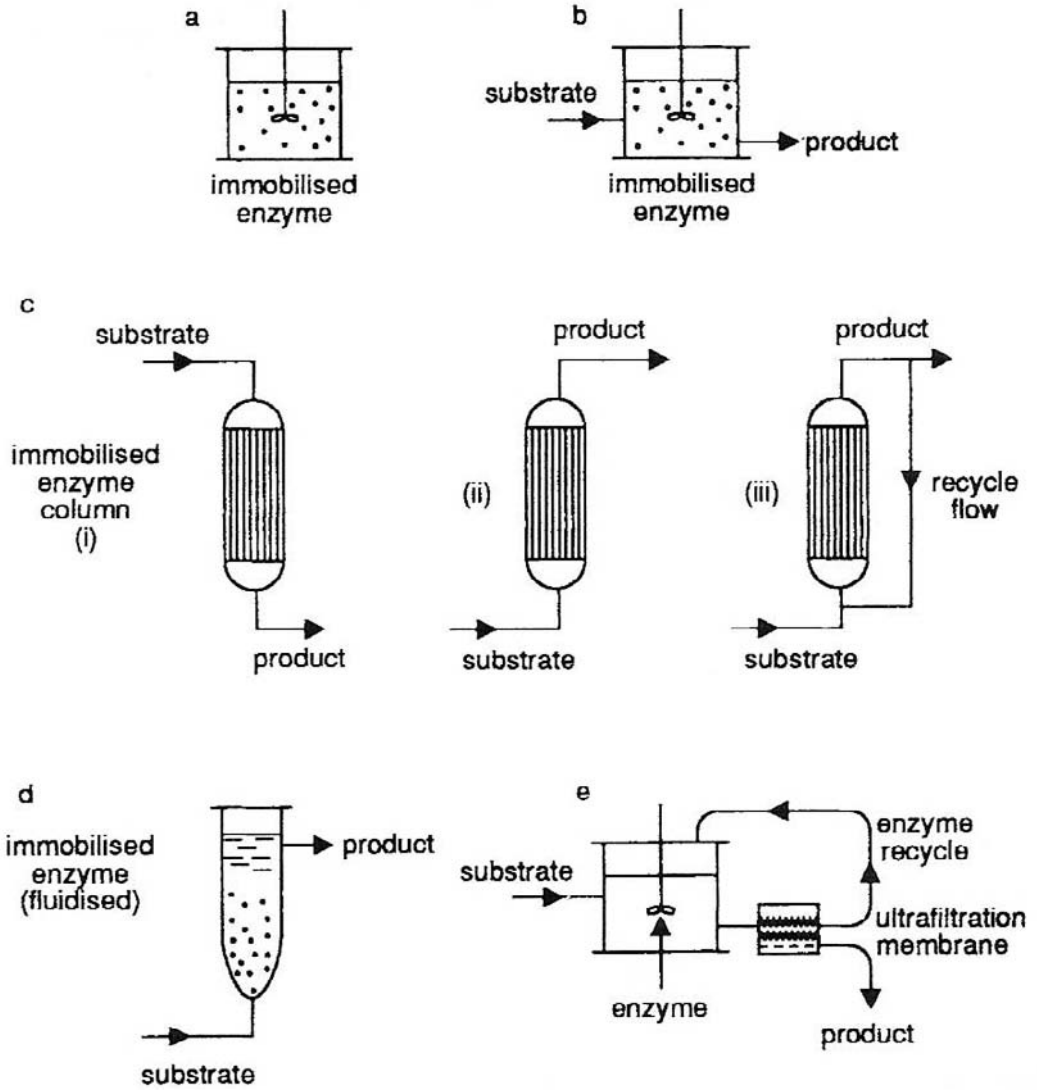 a
immobilised
enzyme
b
substrate
product
immobilised
enzyme
c
substrate
immobilised
enzyme
column
(i)
product
product
(ii)
substrate
product
(iii)
recycle
flow
substrate
d
immobilised
enzyme
(fluidised)
product
substrate
e
substrate
enzyme
enzyme
recycle
ultrafiltration
membrane
product